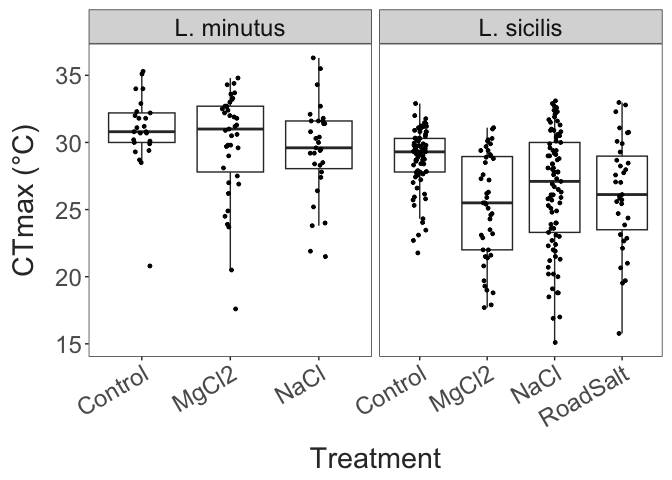 L. minutus
L. sicilis
CTmax (°C)
35
30
25
20
15
Control
MgCl2
NaCl
Control
MgCl2
NaCl
RoadSalt
Treatment